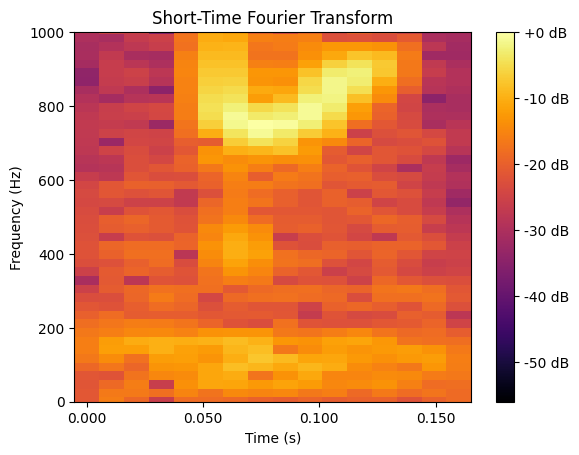 Short-Time Fourier Transform
1000
800
600
400
200
0
Frequency (Hz)
0.000
0.050
0.100
0.150
Time (s)
+0 dB
-10 dB
-20 dB
-30 dB
-40 dB
-50 dB